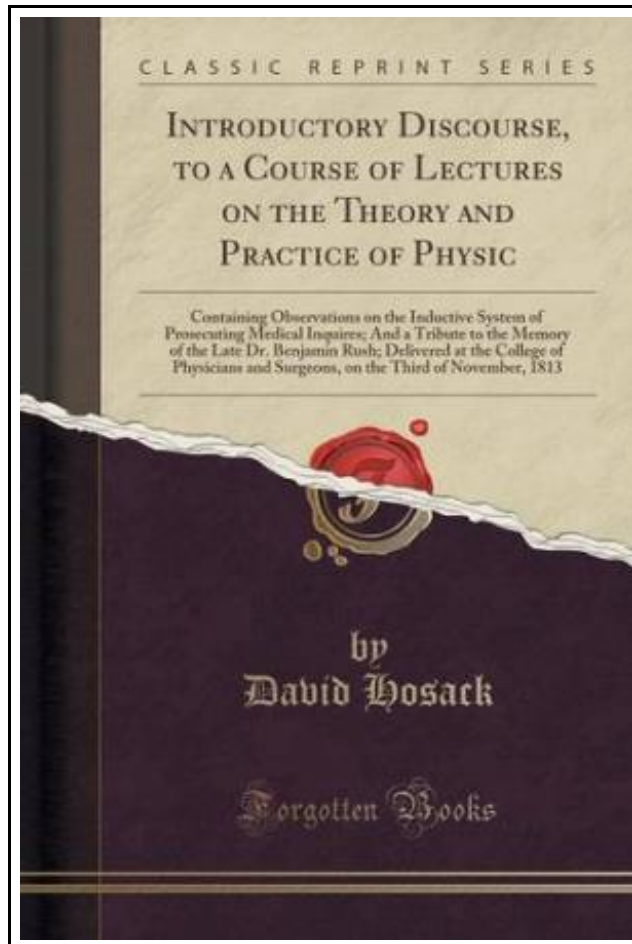 CLASSIC REPRINT SERIES
INTRODUCTORY DISCOURSE,
TO A COURSE OF LECTURES
ON THE THEORY AND
PRACTICE OF PHYSIC
Containing Observations on the Inductive System of
Prosecuting Medical Inquires; And a Tribute to the Memory
of the Late Dr. Benjamin Rush; Delivered at the College of
Physicians and Surgeons, on the Third of November, 1813
by
David Hosack
Forgotten Books